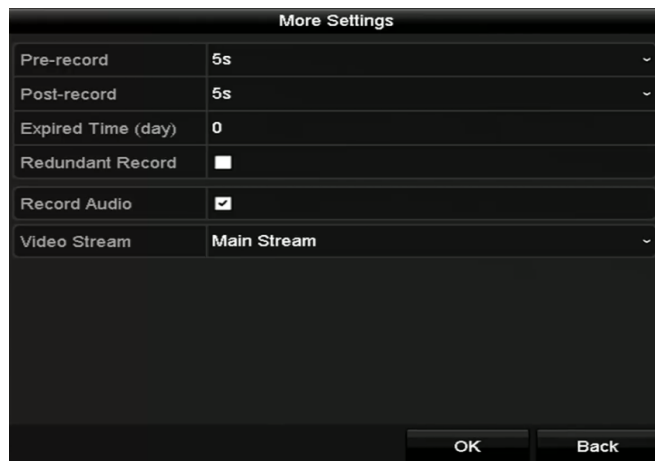 More Settings
Pre-record 5s
Post-record 5s
Expired Time (day) 0
Redundant Record
Record Audio
Video Stream Main Stream
OK Back